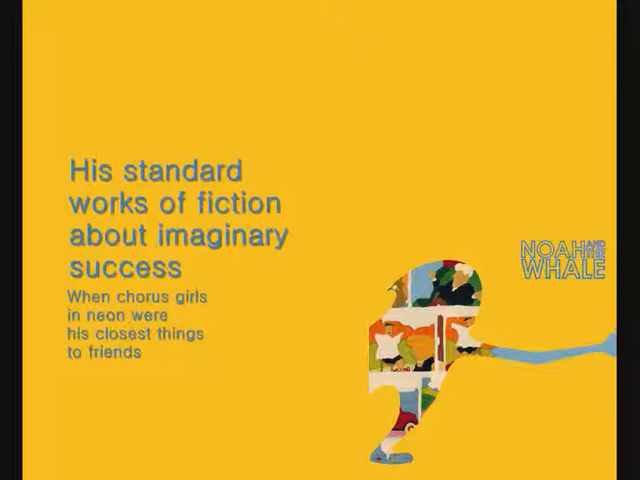 His standard
works of fiction
about imaginary
success
When chorus girls
in neon were
his closest things
to friends
NOAH AND THE
WHALE